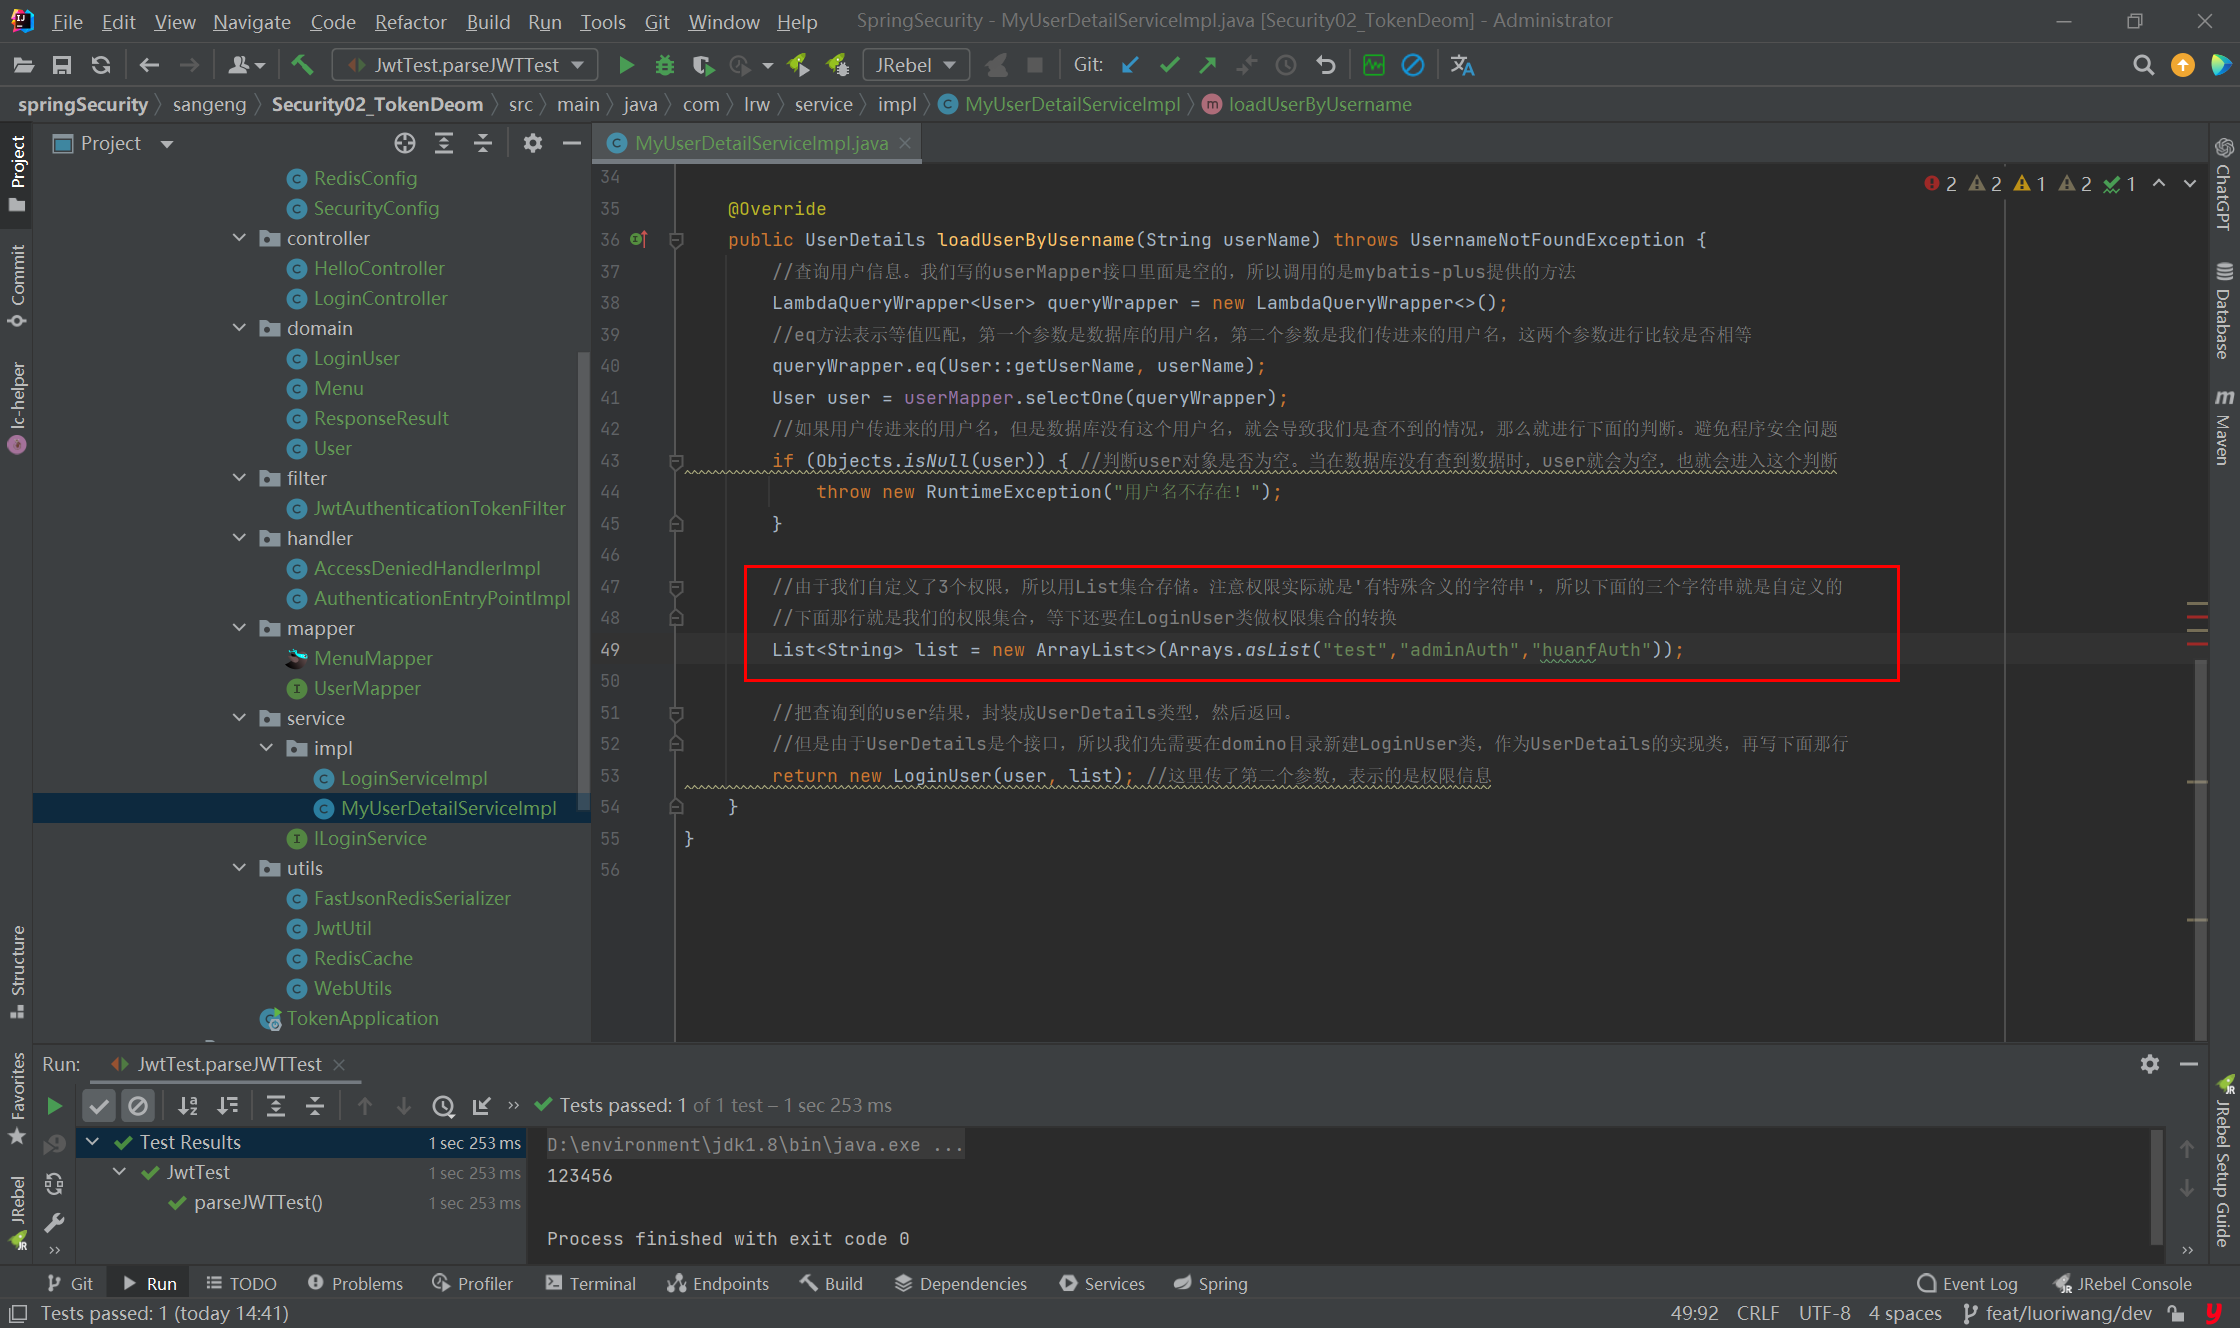 File Edit View Navigate Code Refactor Build Run Tools Git Window Help SpringSecurity - MyUserDetailServiceImpl.java [Security02_TokenDeom] - Administrator
JwtTest.parseJWTTest JRebel Git:
springSecurity sangeng Security02_TokenDeom src main java com lrw service impl MyUserDetailServiceImpl loadUserByUsername
Project
MyUserDetailServiceImpl.java
Project
Commit
lc-helper
Structure
Favorites
JRebel
RedisConfig
SecurityConfig
controller
HelloController
LoginController
domain
LoginUser
Menu
ResponseResult
User
filter
JwtAuthenticationTokenFilter
handler
AccessDeniedHandlerImpl
AuthenticationEntryPointImpl
mapper
MenuMapper
UserMapper
service
impl
LoginServiceImpl
MyUserDetailServiceImpl
ILoginService
utils
FastJsonRedisSerializer
JwtUtil
RedisCache
WebUtils
TokenApplication
2 2 1 2 1
34
35 @Override
36 public UserDetails loadUserByUsername(String userName) throws UsernameNotFoundException {
37 //查询用户信息。我们写的userMapper接口里面是空的，所以调用的是mybatis-plus提供的方法
38 LambdaQueryWrapper<User> queryWrapper = new LambdaQueryWrapper<>();
39 //eq方法表示等值匹配，第一个参数是数据库的用户名，第二个参数是我们传进来的用户名，这两个参数进行比较是否相等
40 queryWrapper.eq(User::getUserName, userName);
41 User user = userMapper.selectOne(queryWrapper);
42 //如果用户传进来的用户名，但是数据库没有这个用户名，就会导致我们是查不到的情况，那么就进行下面的判断。避免程序安全问题
43 if (Objects.isNull(user)) { //判断user对象是否为空。当在数据库没有查到数据时，user就会为空，也就会进入这个判断
44 throw new RuntimeException("用户名不存在！");
45 }
46
47 //由于我们自定义了3个权限，所以用List集合存储。注意权限实际就是'有特殊含义的字符串'，所以下面的三个字符串就是自定义的
48 //下面那行就是我们的权限集合，等下还要在LoginUser类做权限集合的转换
49 List<String> list = new ArrayList<>(Arrays.asList("test","adminAuth","huanfAuth"));
50
51 //把查询到的user结果，封装成UserDetails类型，然后返回。
52 //但是由于UserDetails是个接口，所以我们先需要在domino目录新建LoginUser类，作为UserDetails的实现类，再写下面那行
53 return new LoginUser(user, list); //这里传了第二个参数，表示的是权限信息
54 }
55 }
56
ChatGPT
Database
Maven
JRebel Setup Guide
Run: JwtTest.parseJWTTest
Tests passed: 1 of 1 test – 1 sec 253 ms
Test Results 1 sec 253 ms
JwtTest 1 sec 253 ms
parseJWTTest() 1 sec 253 ms
D:\environment\jdk1.8\bin\java.exe ...
123456
Process finished with exit code 0
Git Run TODO Problems Profiler Terminal Endpoints Build Dependencies Services Spring Event Log JRebel Console
Tests passed: 1 (today 14:41) 49:92 CRLF UTF-8 4 spaces feat/luoriwang/dev